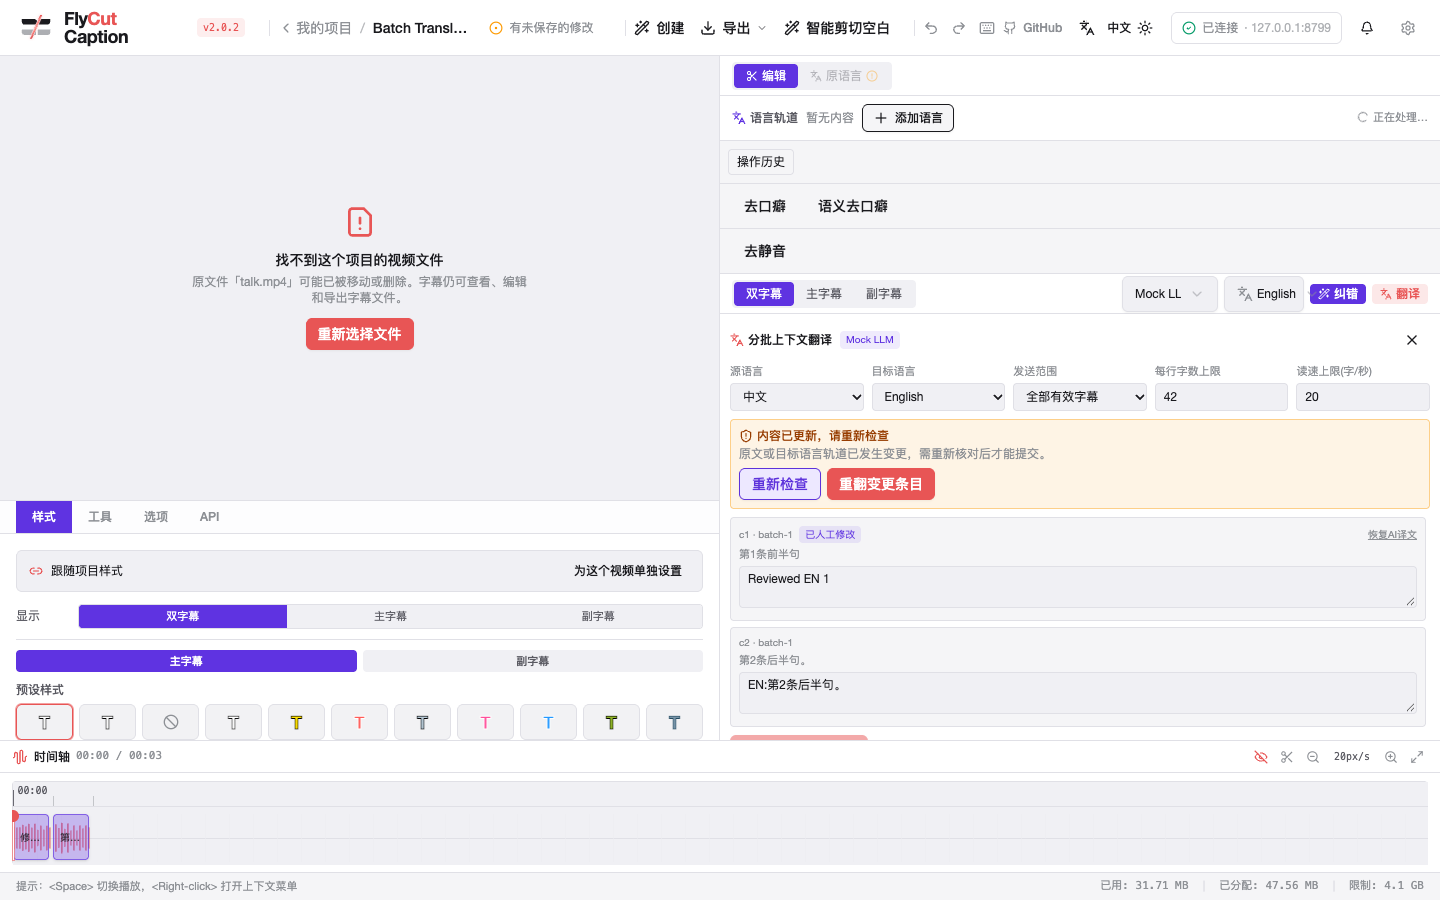 FlyCut
Caption
v2.0.2
我的项目 / Batch Transl...
有未保存的修改
创建
导出
智能剪切空白
GitHub
中文
已连接 · 127.0.0.1:8799
找不到这个项目的视频文件
原文件「talk.mp4」可能已被移动或删除。字幕仍可查看、编辑
和导出字幕文件。
重新选择文件
样式
工具
选项
API
跟随项目样式
为这个视频单独设置
显示
双字幕
主字幕
副字幕
主字幕
副字幕
预设样式
T T T T T T T T T T
编辑
原语言
语言轨道
暂无内容
添加语言
正在处理...
操作历史
去口癖
语义去口癖
去静音
双字幕
主字幕
副字幕
Mock LL
English
纠错
翻译
分批上下文翻译
Mock LLM
源语言
目标语言
发送范围
每行字数上限
读速上限(字/秒)
中文
English
全部有效字幕
42
20
内容已更新，请重新检查
原文或目标语言轨道已发生变更，需重新核对后才能提交。
重新检查
重翻变更条目
c1 · batch-1
已人工修改
恢复AI译文
第1条前半句
Reviewed EN 1
c2 · batch-1
第2条后半句。
EN:第2条后半句。
时间轴
00:00 / 00:03
20px/s
00:00
修...
第...
提示：<Space> 切换播放，<Right-click> 打开上下文菜单
已用: 31.71 MB
已分配: 47.56 MB
限制: 4.1 GB